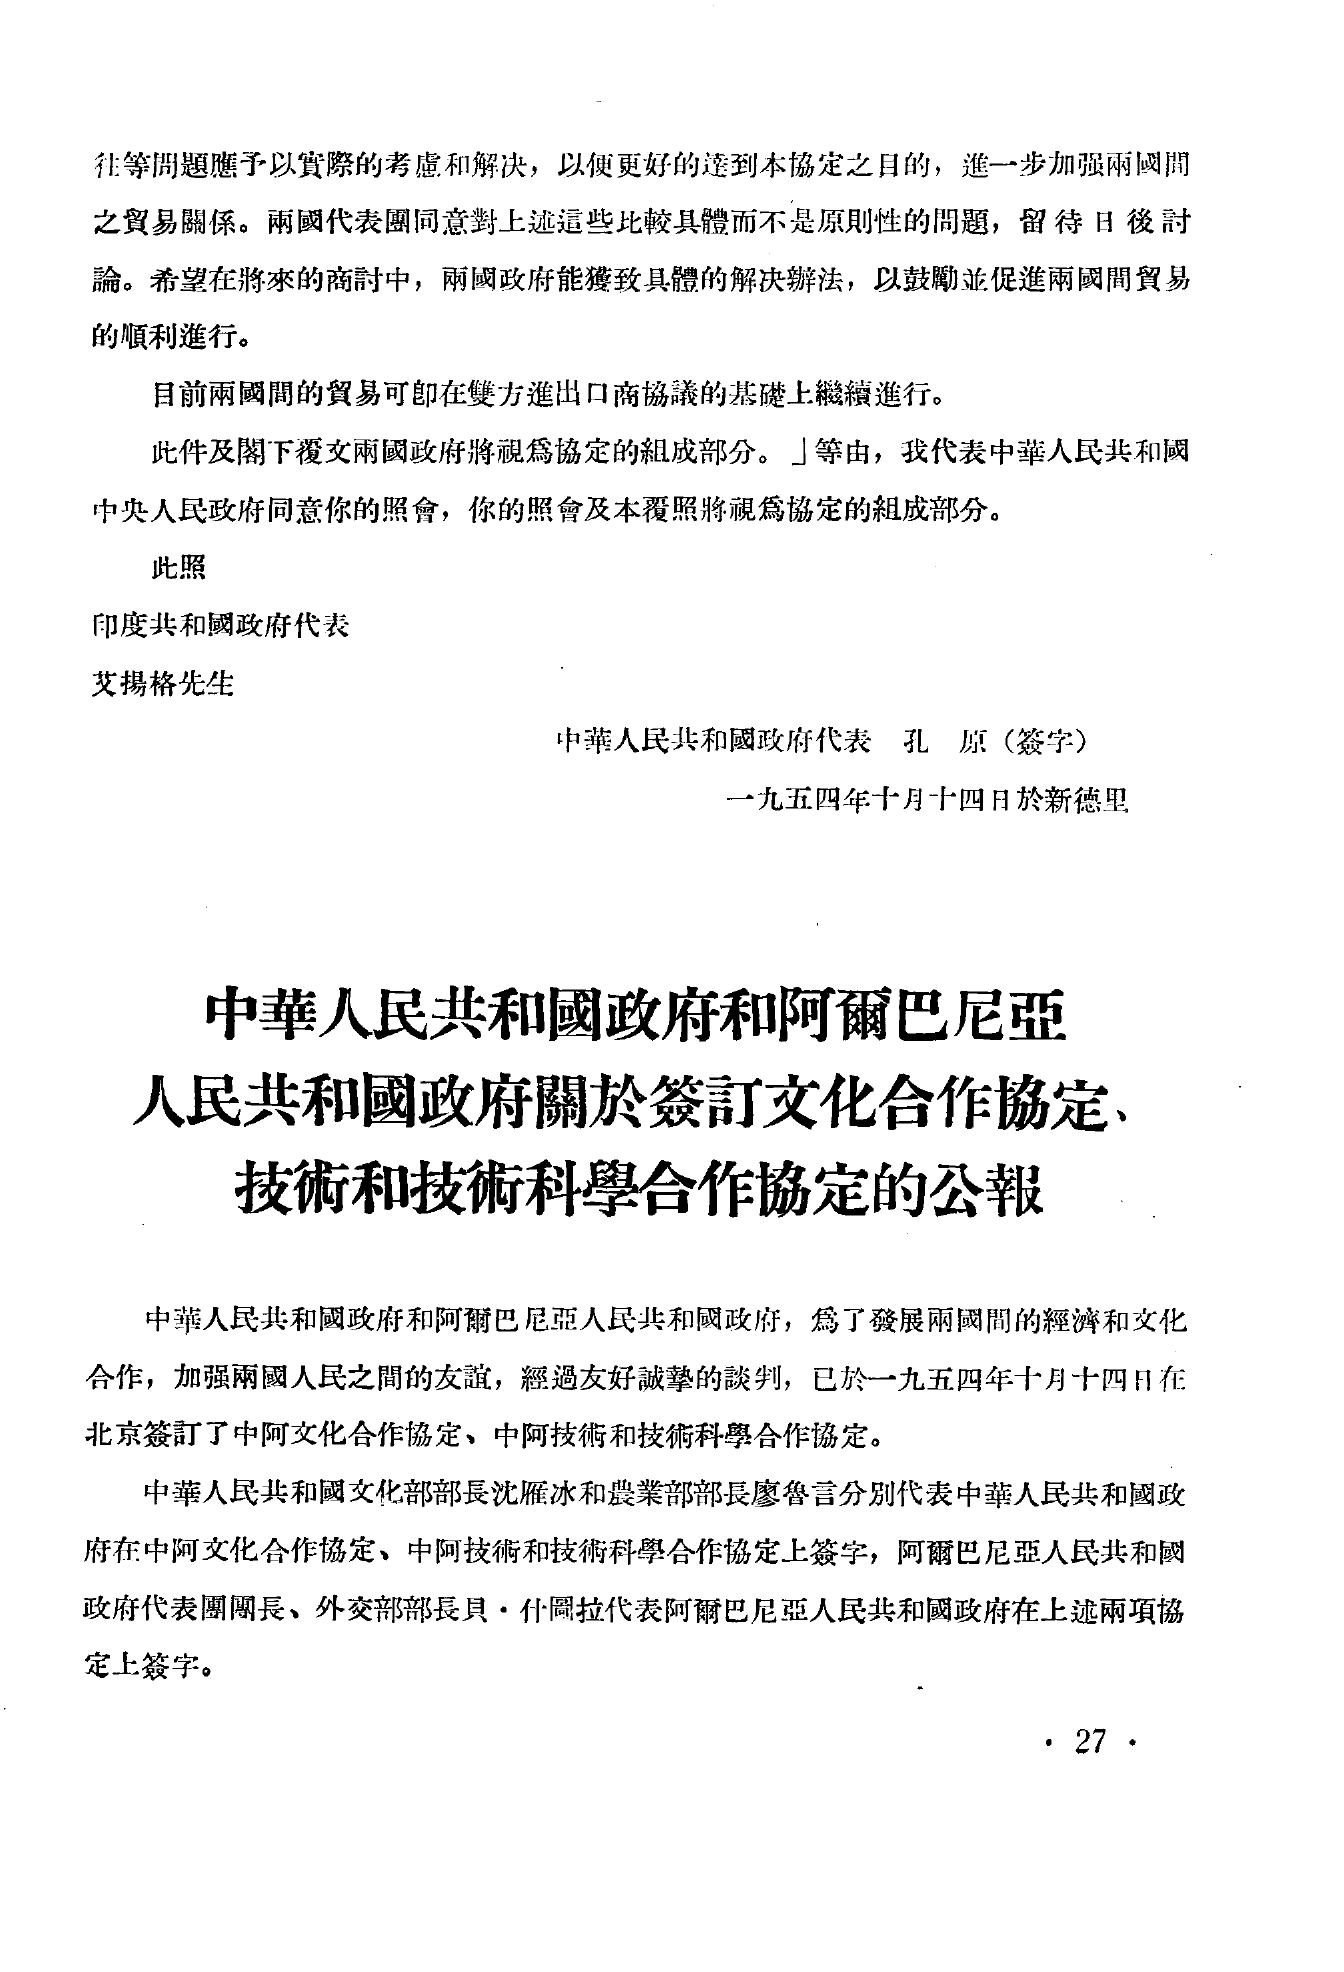 往等問題應予以實際的考慮和解决，以便更好的達到本協定之目的，進一步加强兩國間
之貿易關係。兩國代表團同意對上述這些比較具體而不是原則性的問題，留待日後討
論。希望在將來的商討中，兩國政府能獲致具體的解决辦法，以鼓勵並促進兩國間貿易
的順利進行。
目前兩國間的貿易可卽在雙方進出口商協議的基礎上繼續進行。
此件及閣下覆文兩國政府將視爲協定的組成部分。」等由，我代表中華人民共和國
中央人民政府同意你的照會，你的照會及本覆照將視爲協定的組成部分。
此照
印度共和國政府代表
艾揚格先生
中華人民共和國政府代表　孔　原（簽字）
一九五四年十月十四日於新德里
中華人民共和國政府和阿爾巴尼亞
人民共和國政府關於簽訂文化合作協定、
技術和技術科學合作協定的公報
中華人民共和國政府和阿爾巴尼亞人民共和國政府，爲了發展兩國間的經濟和文化
合作，加强兩國人民之間的友誼，經過友好誠摯的談判，已於一九五四年十月十四日在
北京簽訂了中阿文化合作協定、中阿技術和技術科學合作協定。
中華人民共和國文化部部長沈雁冰和農業部部長廖魯言分別代表中華人民共和國政
府在中阿文化合作協定、中阿技術和技術科學合作協定上簽字，阿爾巴尼亞人民共和國
政府代表團團長、外交部部長貝·什圖拉代表阿爾巴尼亞人民共和國政府在上述兩項協
定上簽字。
· 27 ·